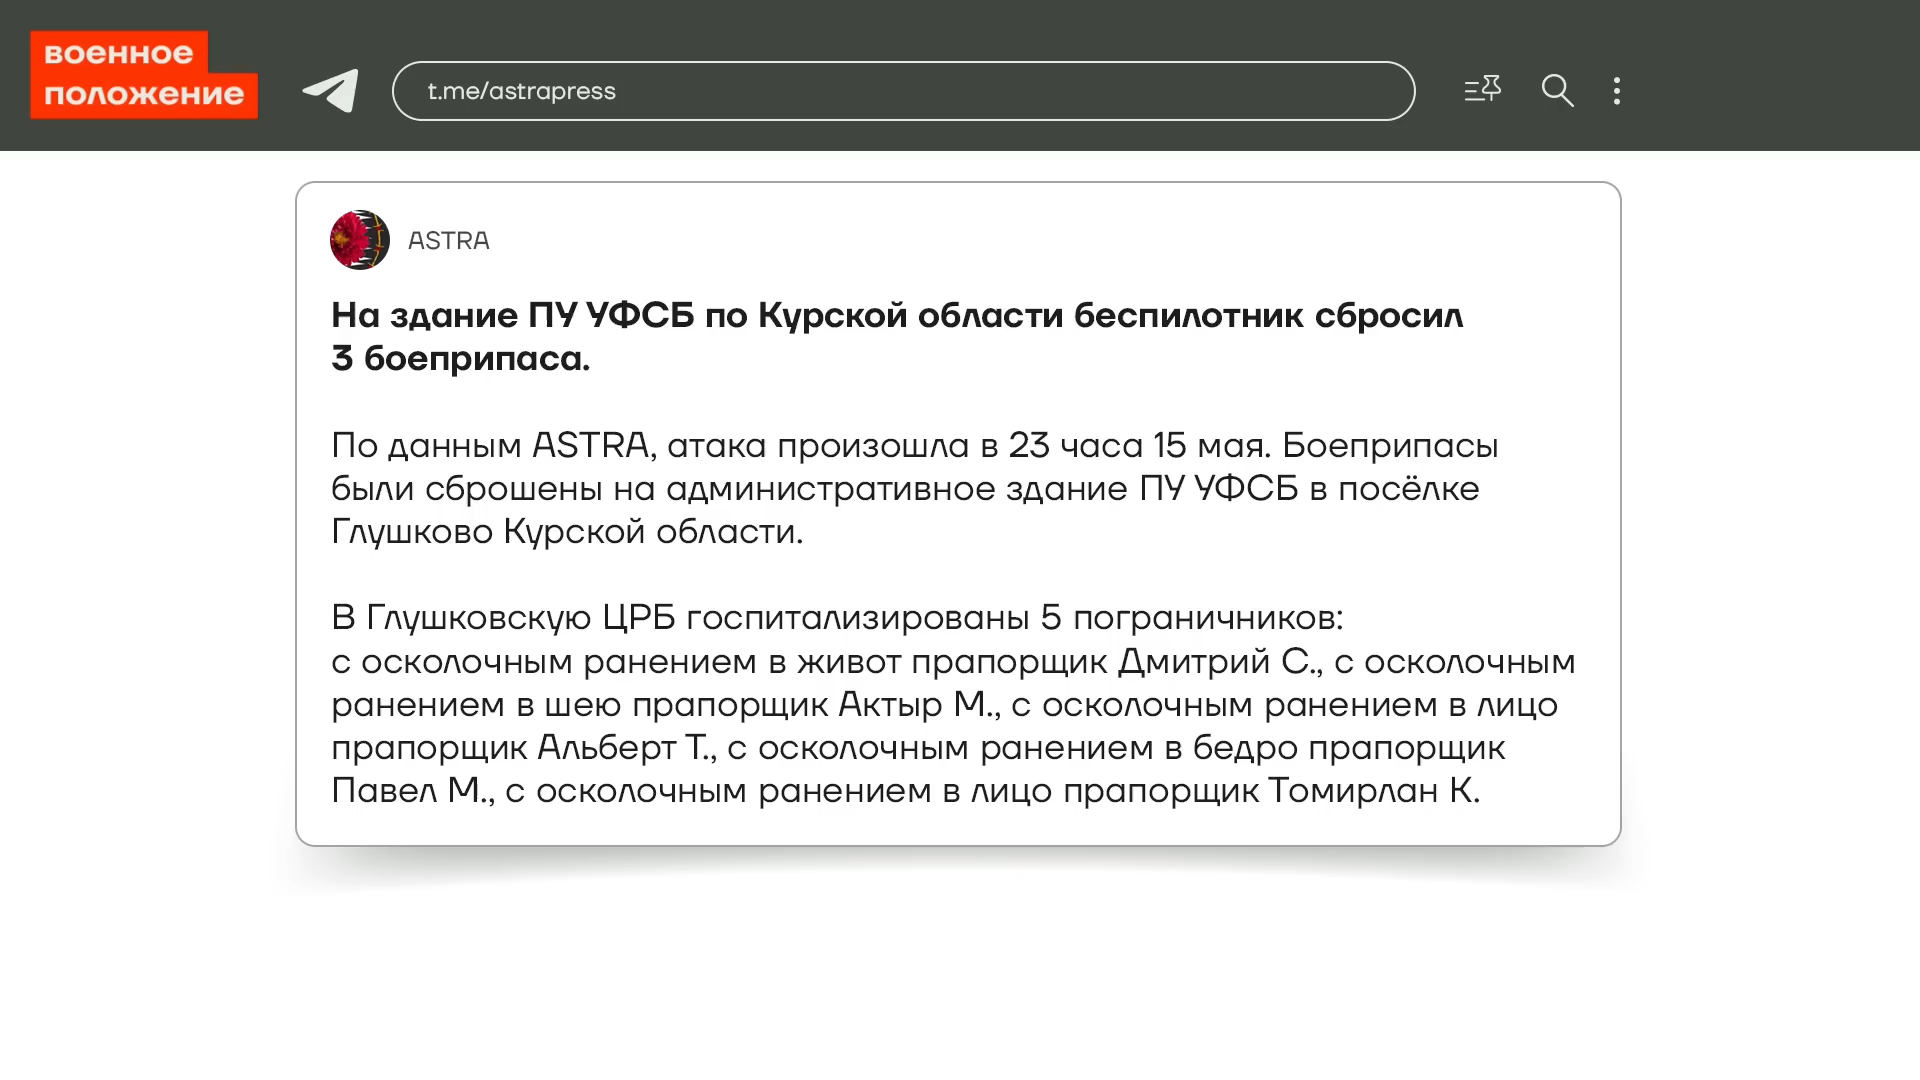 военное
положение
t.me/astrapress
ASTRA
На здание ПУ УФСБ по Курской области беспилотник сбросил
3 боеприпаса.
По данным ASTRA, атака произошла в 23 часа 15 мая. Боеприпасы
были сброшены на административное здание ПУ УФСБ в посёлке
Глушково Курской области.
В Глушковскую ЦРБ госпитализированы 5 пограничников:
с осколочным ранением в живот прапорщик Дмитрий С., с осколочным
ранением в шею прапорщик Актыр М., с осколочным ранением в лицо
прапорщик Альберт Т., с осколочным ранением в бедро прапорщик
Павел М., с осколочным ранением в лицо прапорщик Томирлан К.